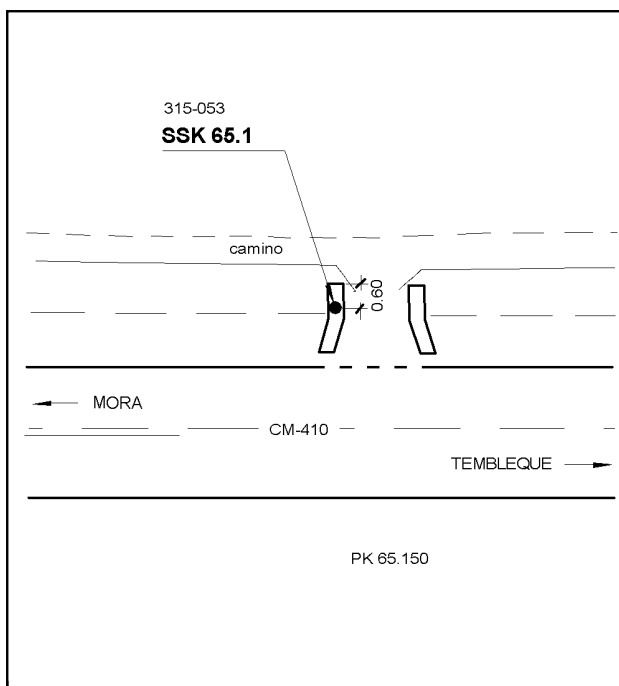 315-053
SSK 65.1
camino
0.60
MORA
CM-410
TEMBLEQUE
PK 65.150